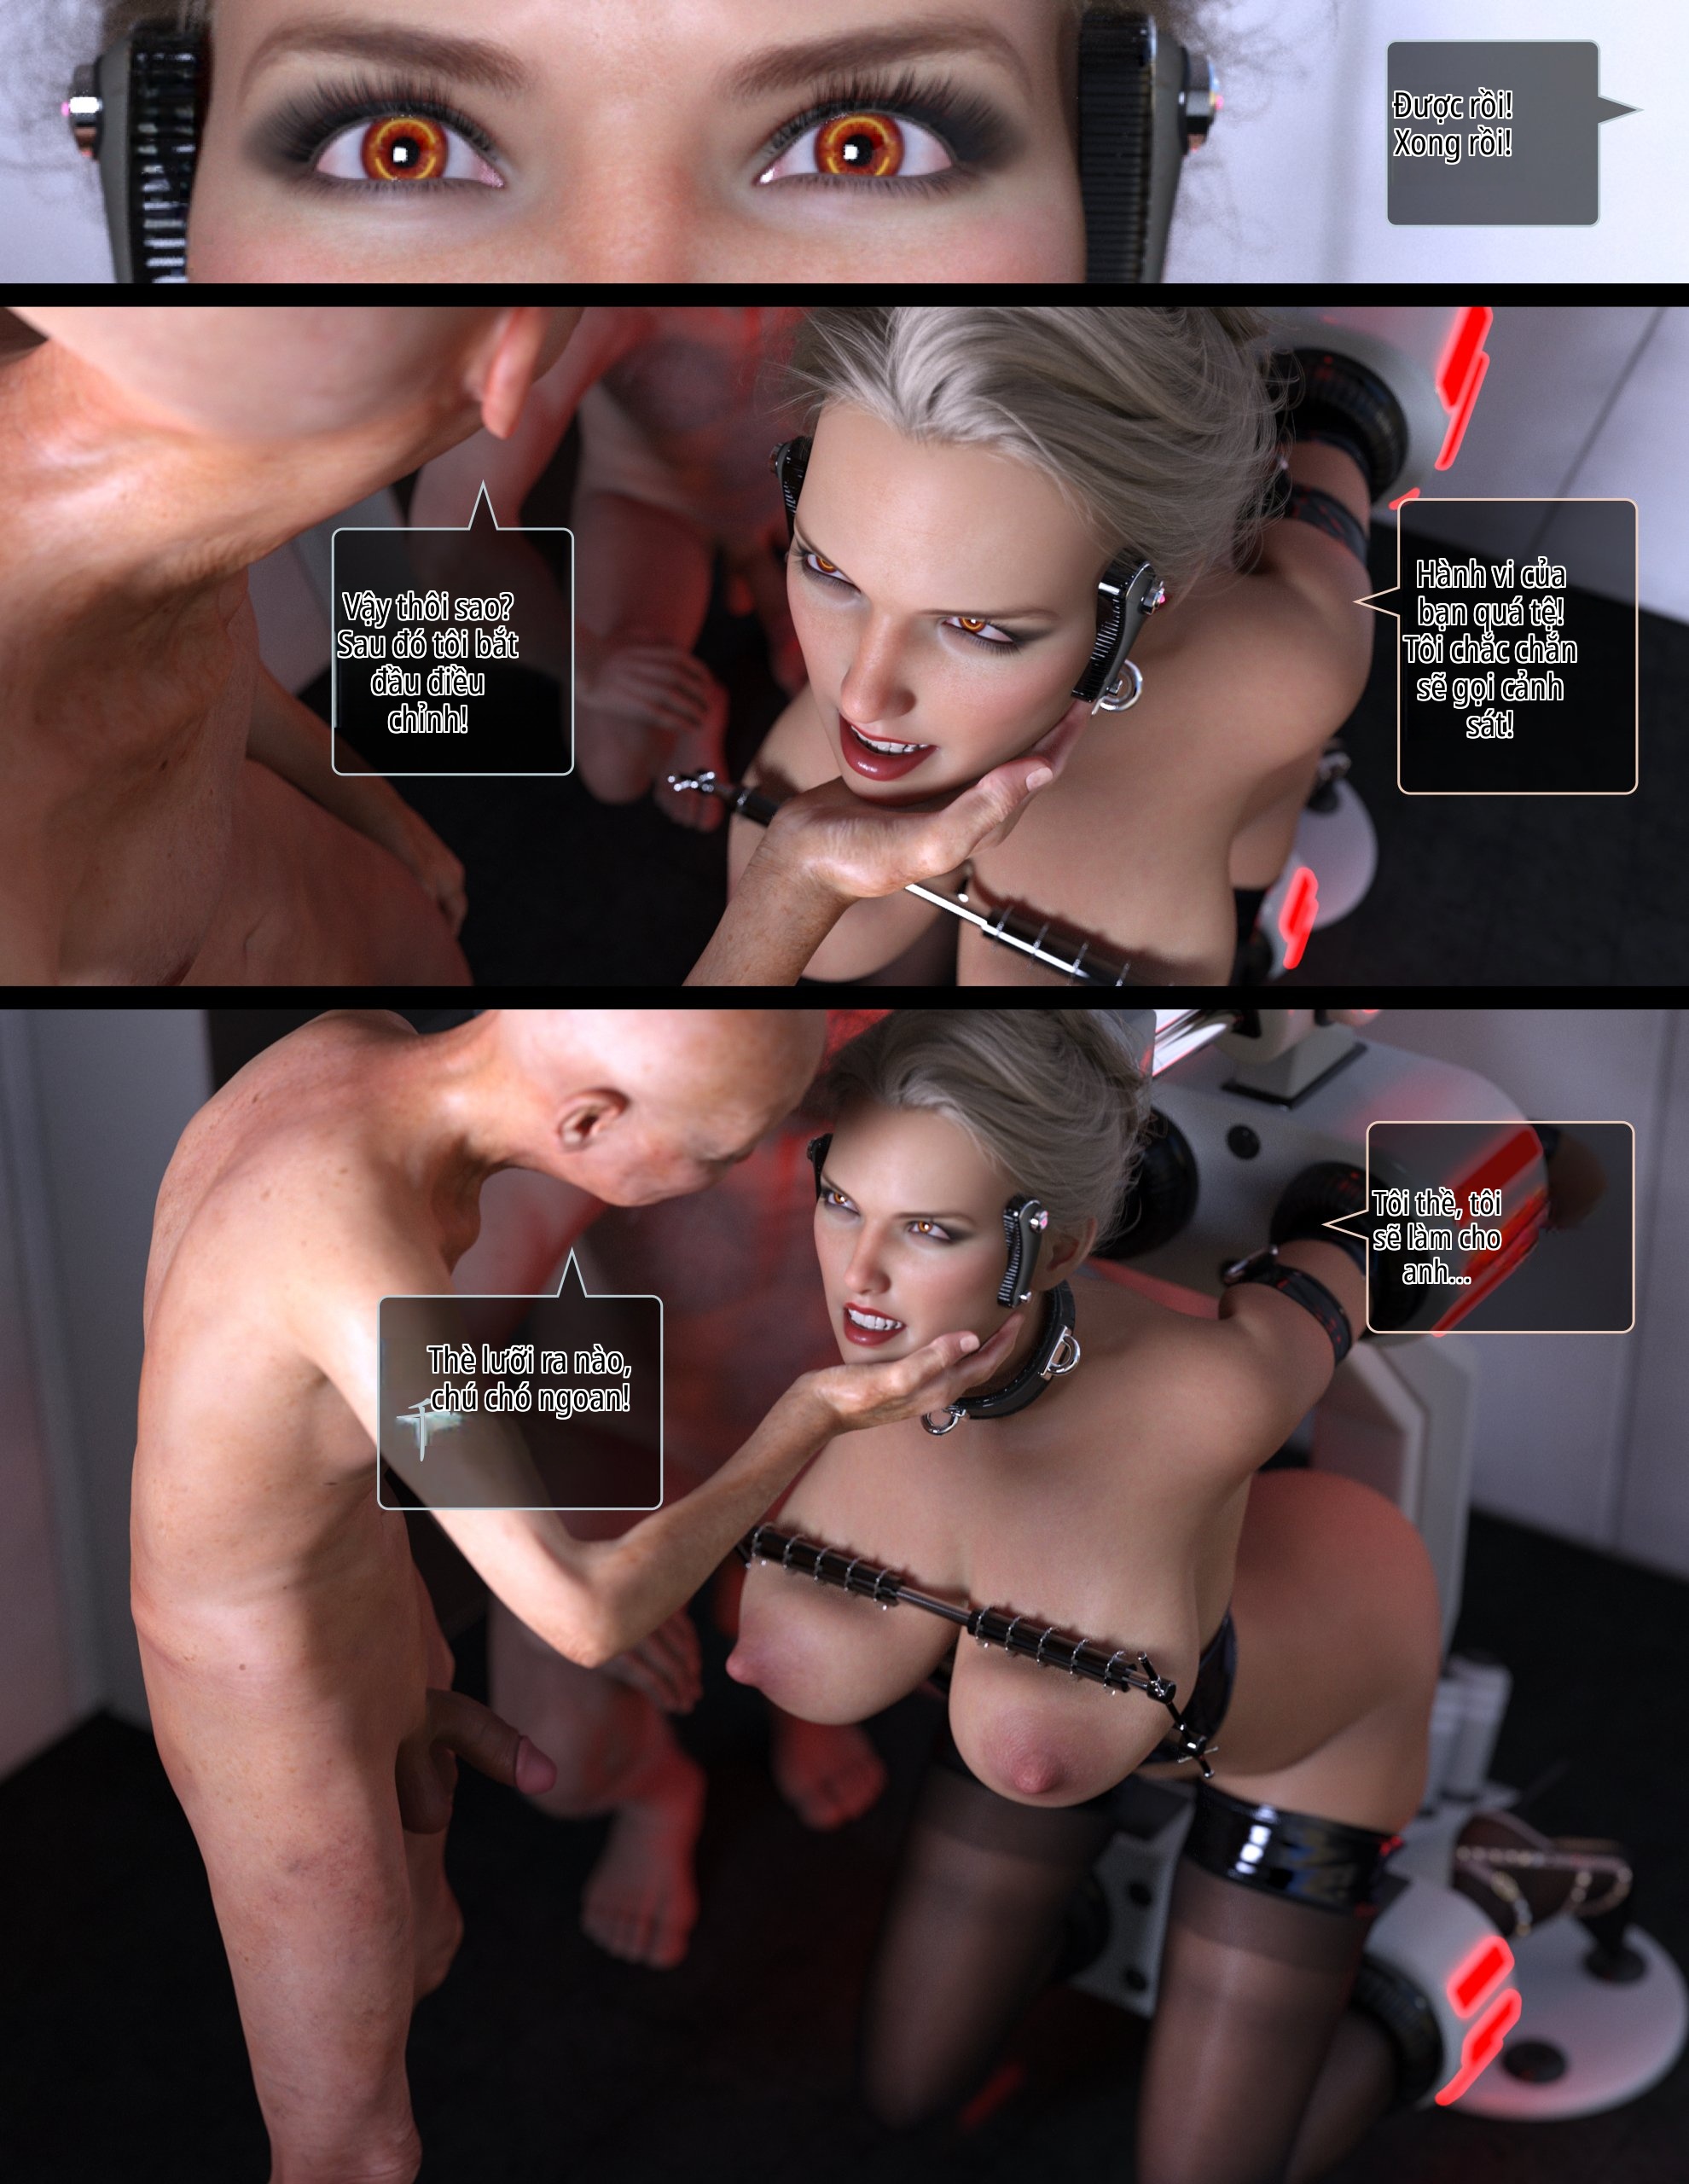 Được rồi!
Xong rồi!
Vậy thôi sao?
Sau đó tôi bắt
đầu điều
chỉnh!
Hành vi của
bạn quá tệ!
Tôi chắc chắn
sẽ gọi cảnh
sát!
Tôi thề, tôi
sẽ làm cho
anh...
Thè lưỡi ra nào,
chú chó ngoan!